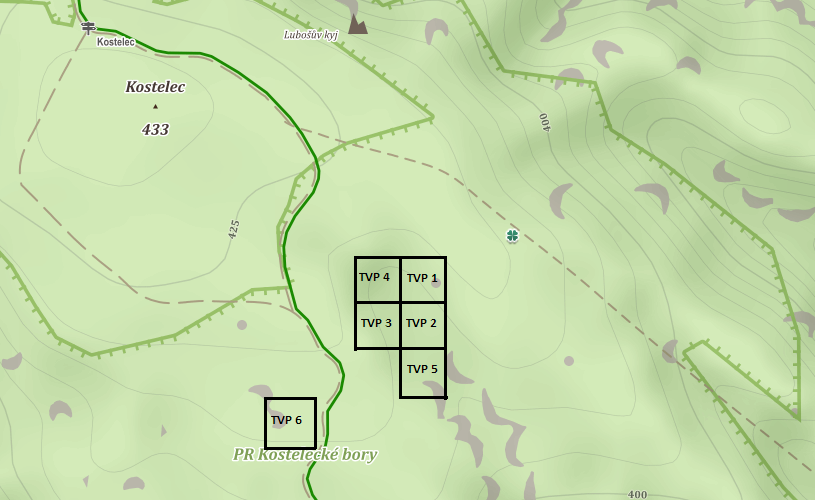 Lubošův kyj
Kostelec
Kostelec
433
400
425
TVP 4
TVP 1
TVP 3
TVP 2
TVP 5
TVP 6
PR Kostelecké bory
400